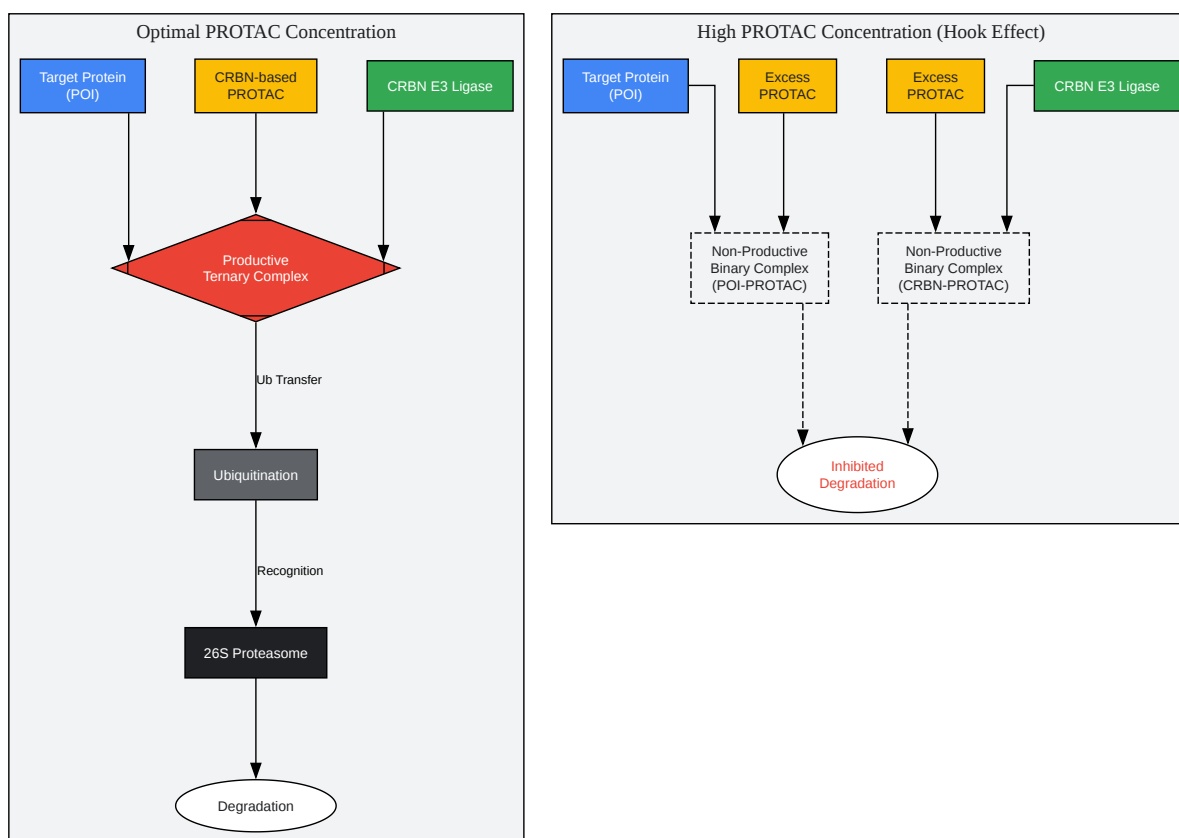 Optimal PROTAC Concentration
Target Protein
(POI)
CRBN-based
PROTAC
CRBN E3 Ligase
Productive
Ternary Complex
Ub Transfer
Ubiquitination
Recognition
26S Proteasome
Degradation
High PROTAC Concentration (Hook Effect)
Target Protein
(POI)
Excess
PROTAC
Excess
PROTAC
CRBN E3 Ligase
Non-Productive
Binary Complex
(POI-PROTAC)
Non-Productive
Binary Complex
(CRBN-PROTAC)
Inhibited
Degradation